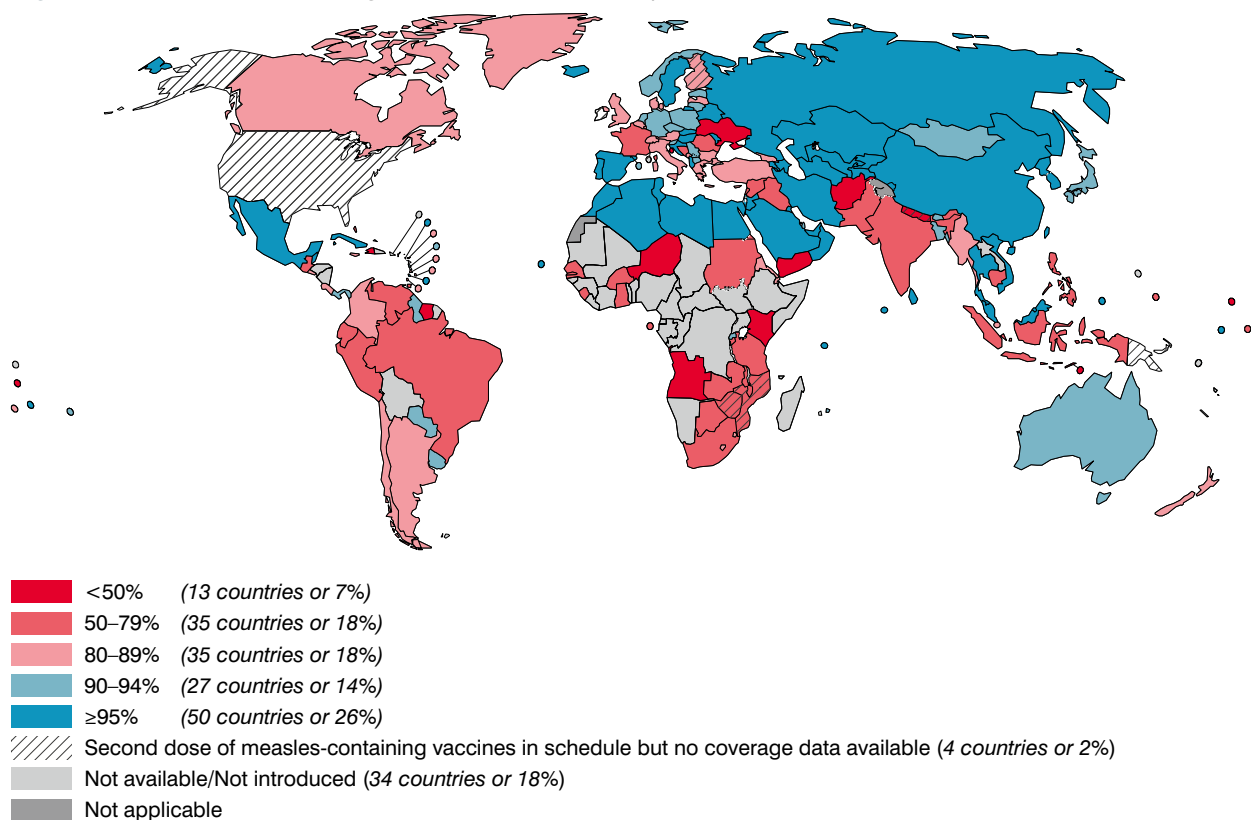 <50% (13 countries or 7%)
50–79% (35 countries or 18%)
80–89% (35 countries or 18%)
90–94% (27 countries or 14%)
≥95% (50 countries or 26%)
Second dose of measles-containing vaccines in schedule but no coverage data available (4 countries or 2%)
Not available/Not introduced (34 countries or 18%)
Not applicable